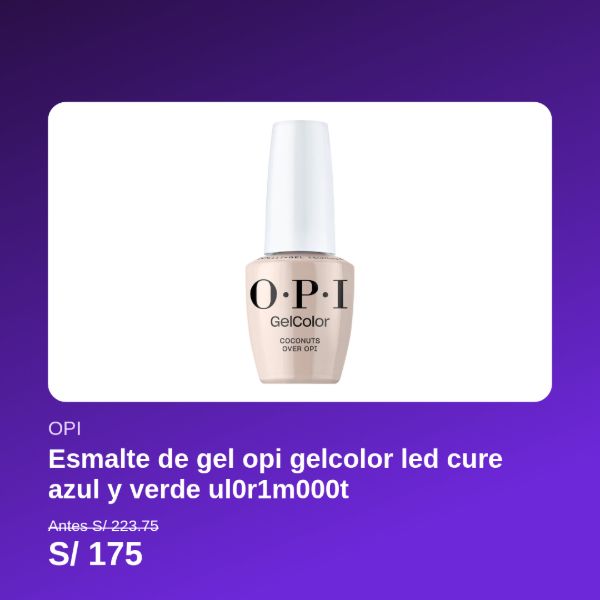 O·P·I
GelColor
COCONUTS
OVER OPI
OPI
Esmalte de gel opi gelcolor led cure
azul y verde ul0r1m000t
Antes S/ 223.75
S/ 175